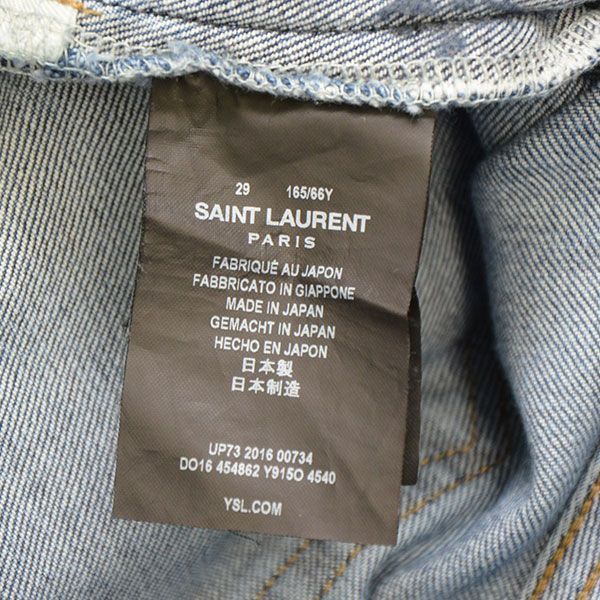 29 165/66Y
SAINT LAURENT
PARIS
FABRIQUÉ AU JAPON
FABBRICATO IN GIAPPONE
MADE IN JAPAN
GEMACHT IN JAPAN
HECHO EN JAPON
日本製
日本制造
UP73 2016 00734
DO16 454862 Y915O 4540
YSL.COM